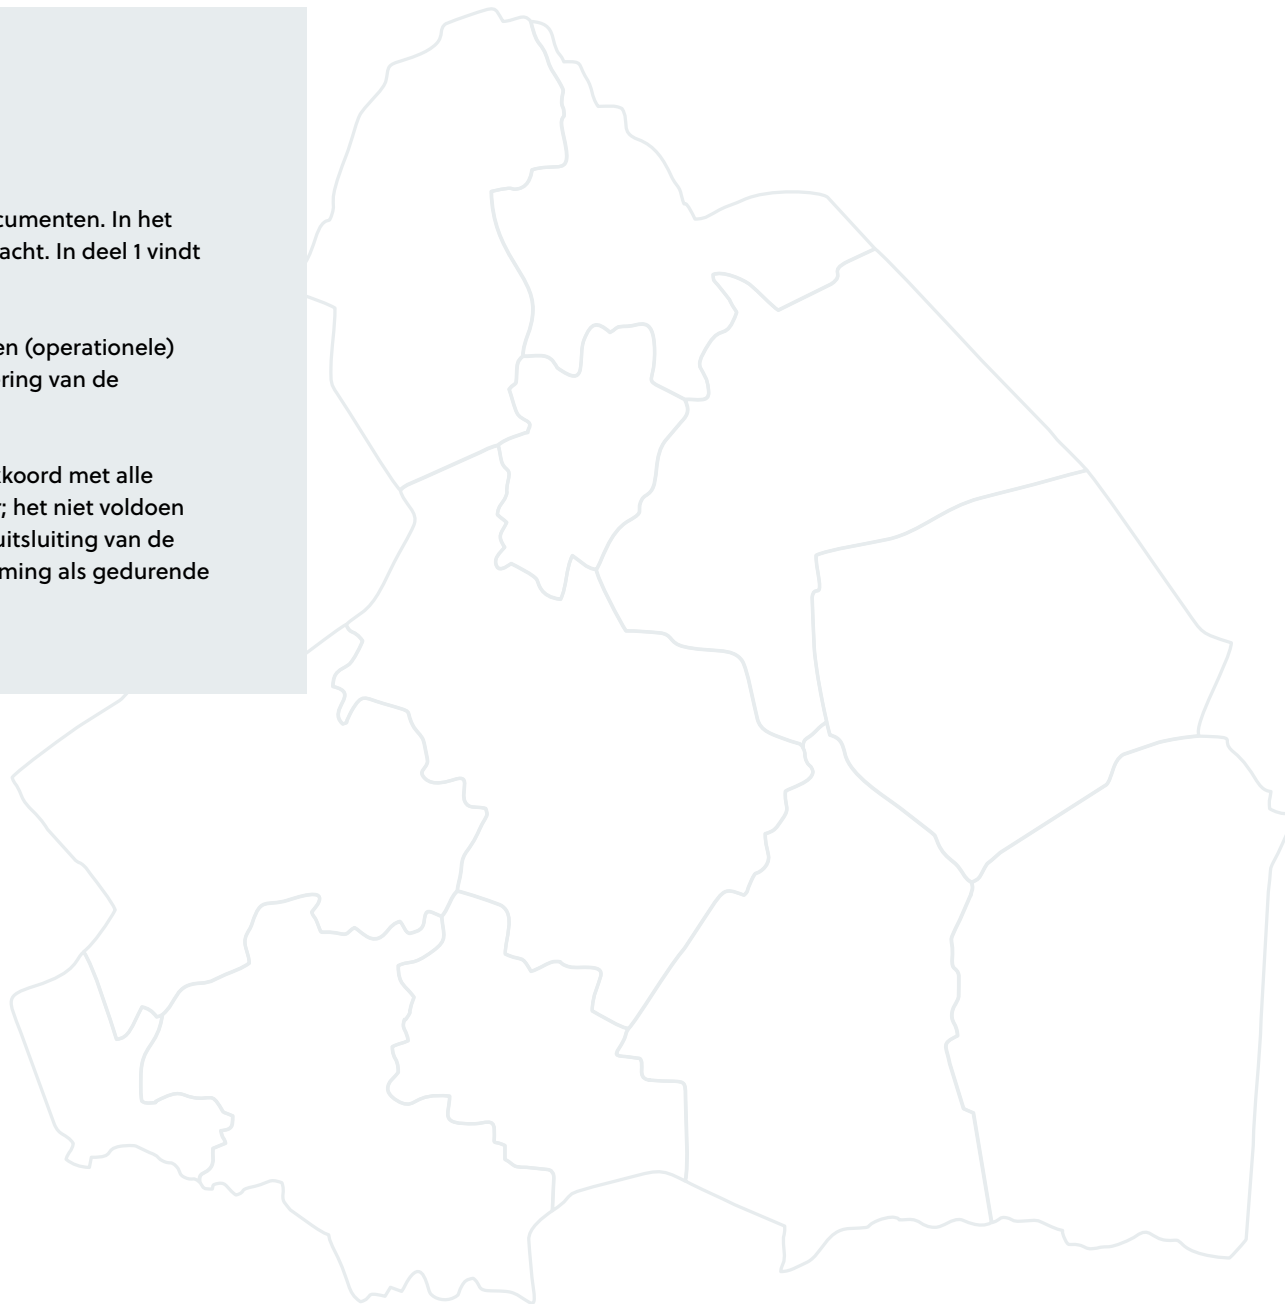 cumenten. In het
acht. In deel 1 vindt
en (operationele)
ring van de
koord met alle
; het niet voldoen
uitsluiting van de
ming als gedurende